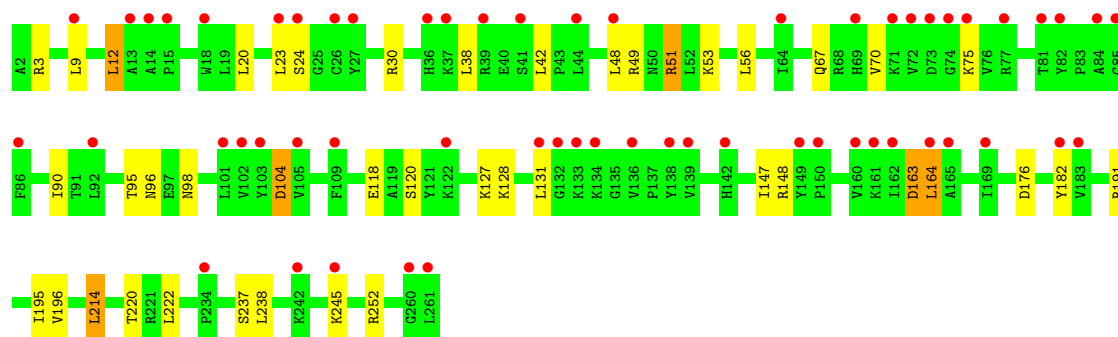 A2 R3 L9 L12 A13 A14 P15 W18 L19 L20 L23 S24 G25 C26 Y27 R30 H36 K37 L38 R39 E40 S41 L42 P43 L44 L48 R49 N50 R51 L52 K53 L56 I64 Q67 R68 H69 V70 K71 V72 D73 G74 K75 V76 R77 T81 Y82 P83 A84 G85
F86 I90 T91 L92 T95 N96 E97 N98 L101 V102 Y103 D104 V105 F109 E118 A119 S120 Y121 K122 K127 K128 L131 G132 K133 K134 G135 V136 P137 Y138 V139 H142 I147 R148 Y149 P150 V160 K161 I162 D163 L164 A165 I169 D176 Y182 V183 R191
I195 V196 L214 T220 R221 L222 P234 S237 L238 K242 K245 R252 G260 L261